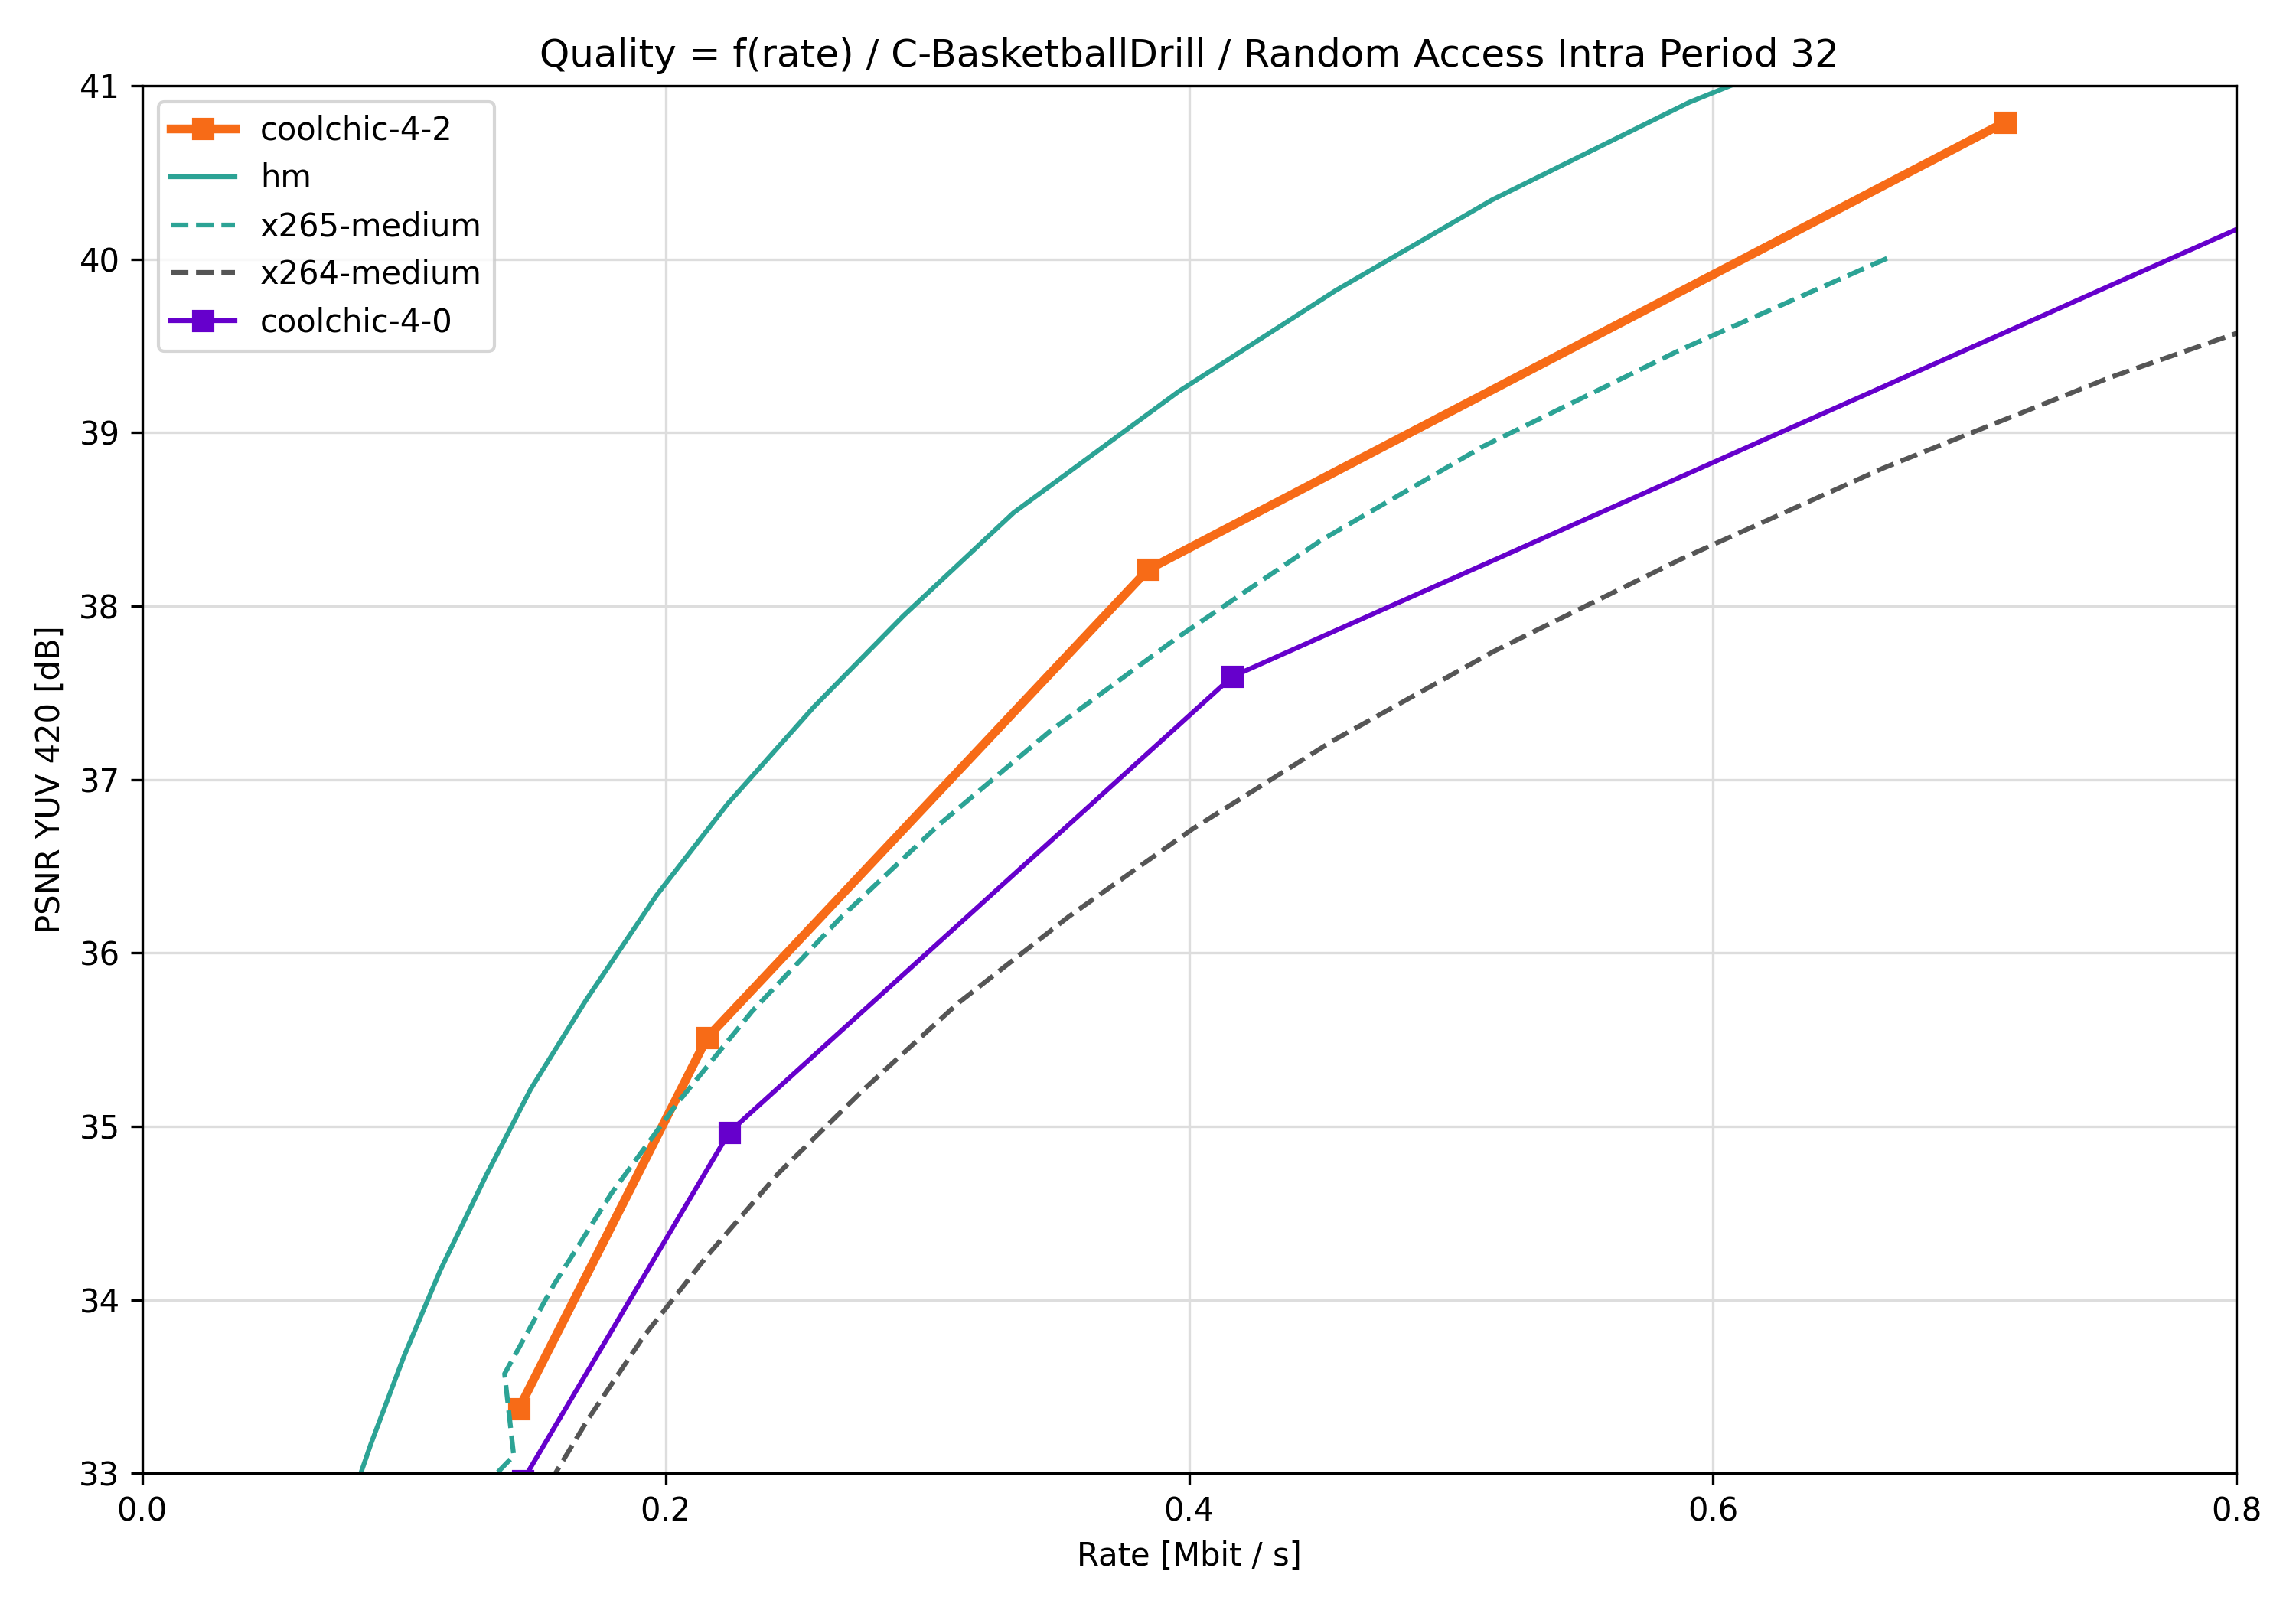 Quality = f(rate) / C-BasketballDrill / Random Access Intra Period 32
coolchic-4-2
hm
x265-medium
x264-medium
coolchic-4-0
PSNR YUV 420 [dB]
41
40
39
38
37
36
35
34
33
0.0 0.2 0.4 0.6 0.8
Rate [Mbit / s]